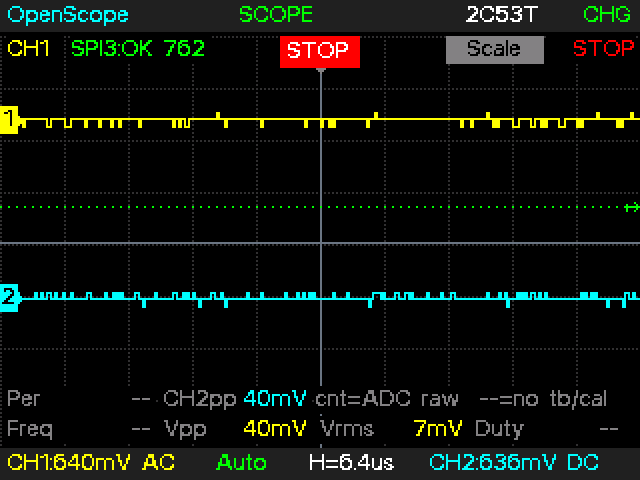 OpenScope SCOPE 2C53T CHG
CH1 SPI3:OK 762 STOP Scale STOP
1
2
Per -- CH2pp 40mV cnt=ADC raw --=no tb/cal
Freq -- Vpp 40mV Vrms 7mV Duty --
CH1:640mV AC Auto H=6.4us CH2:636mV DC